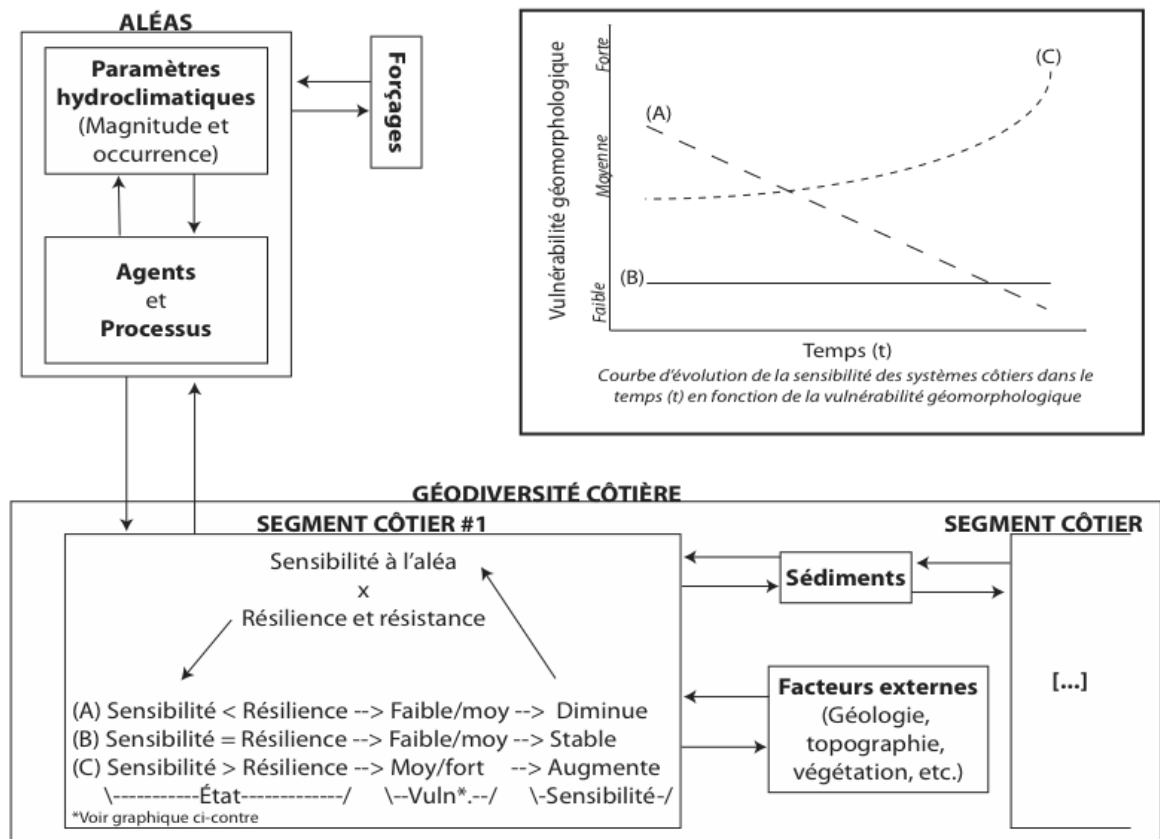 ALÉAS
Paramètres
hydroclimatiques
(Magnitude et
occurrence)
Agents
et
Processus
Forçages
Vulnérabilité géomorphologique
Forte
Moyenne
Faible
(A)
(B)
(C)
Temps (t)
Courbe d'évolution de la sensibilité des systèmes côtiers dans le
temps (t) en fonction de la vulnérabilité géomorphologique
GÉODIVERSITÉ CÔTIÈRE
SEGMENT CÔTIER #1
Sensibilité à l'aléa
x
Résilience et résistance
(A) Sensibilité < Résilience --> Faible/moy --> Diminue
(B) Sensibilité = Résilience --> Faible/moy --> Stable
(C) Sensibilité > Résilience --> Moy/fort --> Augmente
\-----------État------------/ \--Vuln*.--/ \-Sensibilité-/
*Voir graphique ci-contre
Sédiments
Facteurs externes
(Géologie,
topographie,
végétation, etc.)
SEGMENT CÔTIER
[...]